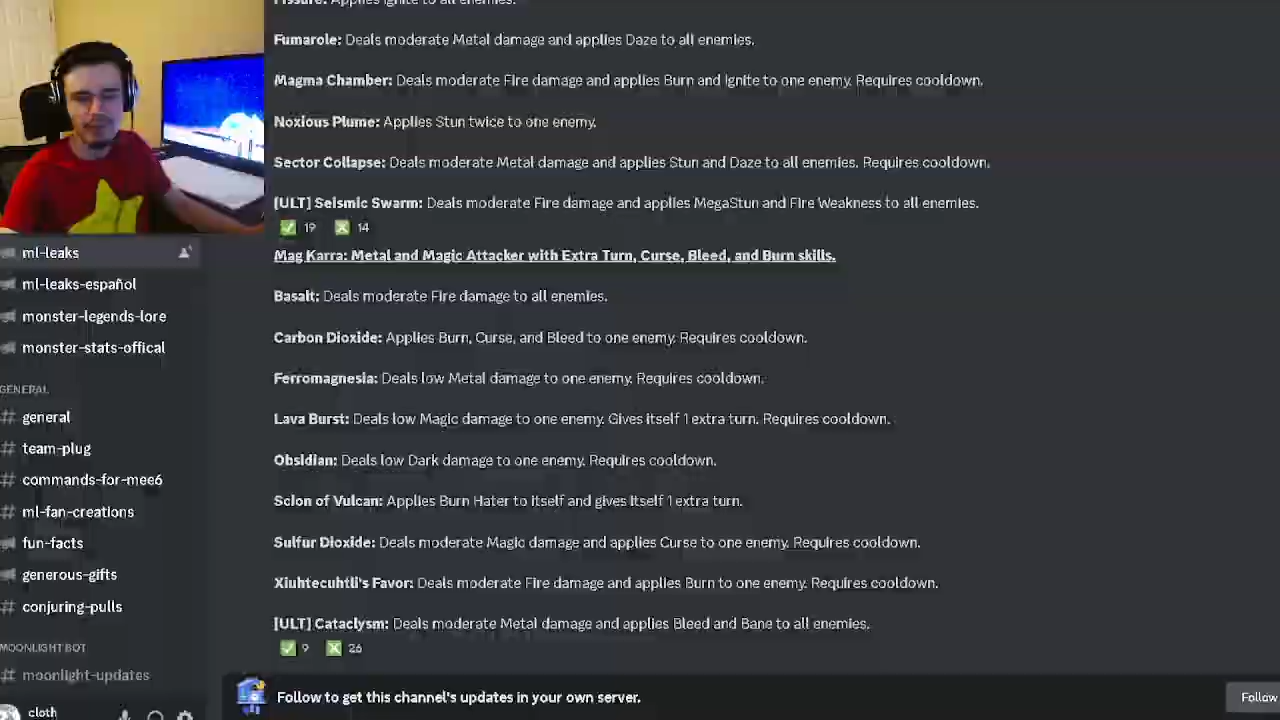 Fissure: Applies Ignite to all enemies.
Fumarole: Deals moderate Metal damage and applies Daze to all enemies.
Magma Chamber: Deals moderate Fire damage and applies Burn and Ignite to one enemy. Requires cooldown.
Noxious Plume: Applies Stun twice to one enemy.
Sector Collapse: Deals moderate Metal damage and applies Stun and Daze to all enemies. Requires cooldown.
[ULT] Seismic Swarm: Deals moderate Fire damage and applies MegaStun and Fire Weakness to all enemies.
19 14
Mag Karra: Metal and Magic Attacker with Extra Turn, Curse, Bleed, and Burn skills.
Basalt: Deals moderate Fire damage to all enemies.
Carbon Dioxide: Applies Burn, Curse, and Bleed to one enemy. Requires cooldown.
Ferromagnesia: Deals low Metal damage to one enemy. Requires cooldown.
Lava Burst: Deals low Magic damage to one enemy. Gives itself 1 extra turn. Requires cooldown.
Obsidian: Deals low Dark damage to one enemy. Requires cooldown.
Scion of Vulcan: Applies Burn Hater to itself and gives itself 1 extra turn.
Sulfur Dioxide: Deals moderate Magic damage and applies Curse to one enemy. Requires cooldown.
Xiuhtecuhtli's Favor: Deals moderate Fire damage and applies Burn to one enemy. Requires cooldown.
[ULT] Cataclysm: Deals moderate Metal damage and applies Bleed and Bane to all enemies.
9 26
Follow to get this channel's updates in your own server.
Follow
ml-leaks
ml-leaks-español
monster-legends-lore
monster-stats-offical
GENERAL
# general
# team-plug
# commands-for-mee6
# ml-fan-creations
fun-facts
generous-gifts
# conjuring-pulls
MOONLIGHT BOT
# moonlight-updates
cloth